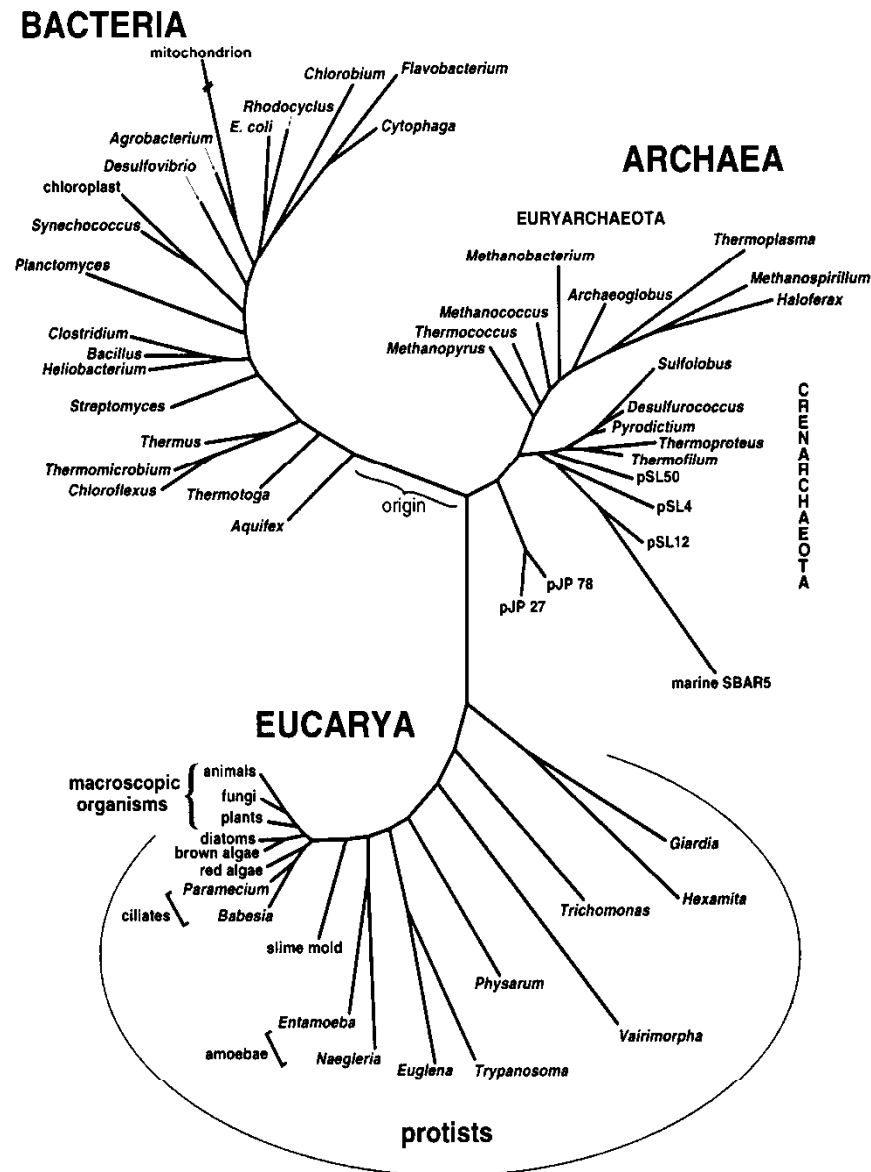 BACTERIA
mitochondrion
Chlorobium
Flavobacterium
Rhodocyclus
E. coli
Cytophaga
Agrobacterium
Desulfovibrio
chloroplast
Synechococcus
Planctomyces
Clostridium
Bacillus
Heliobacterium
Streptomyces
Thermus
Thermomicrobium
Chloroflexus
Thermotoga
Aquifex
origin
ARCHAEA
EURYARCHAEOTA
Methanobacterium
Thermoplasma
Archaeoglobus
Methanospirillum
Haloferax
Methanococcus
Thermococcus
Methanopyrus
Sulfolobus
Desulfurococcus
Pyrodictium
Thermoproteus
Thermofilum
pSL50
pSL4
pSL12
pJP 78
pJP 27
marine SBAR5
CRENARCHAEOTA
EUCARYA
macroscopic
organisms
animals
fungi
plants
diatoms
brown algae
red algae
Paramecium
ciliates
Babesia
slime mold
Entamoeba
amoebae
Naegleria
Euglena
Trypanosoma
Physarum
Vairimorpha
Trichomonas
Hexamita
Giardia
protists